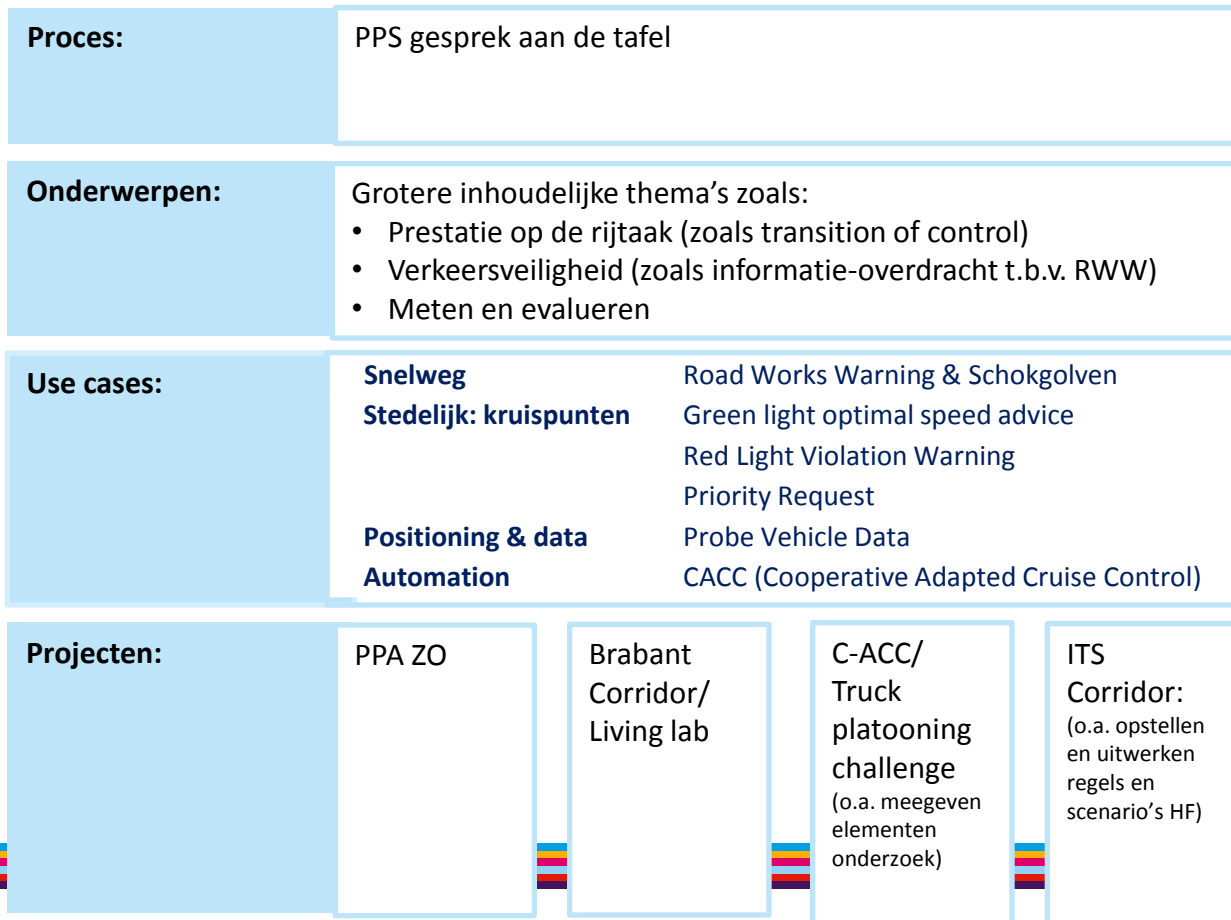 Proces:
PPS gesprek aan de tafel
Onderwerpen:
Grotere inhoudelijke thema's zoals:
• Prestatie op de rijtaak (zoals transition of control)
• Verkeersveiligheid (zoals informatie-overdracht t.b.v. RWW)
• Meten en evalueren
Use cases:
Snelweg Road Works Warning & Schokgolven
Stedelijk: kruispunten Green light optimal speed advice
Red Light Violation Warning
Priority Request
Positioning & data Probe Vehicle Data
Automation CACC (Cooperative Adapted Cruise Control)
Projecten:
PPA ZO
Brabant
Corridor/
Living lab
C-ACC/
Truck
platooning
challenge
(o.a. meegeven
elementen
onderzoek)
ITS
Corridor:
(o.a. opstellen
en uitwerken
regels en
scenario's HF)